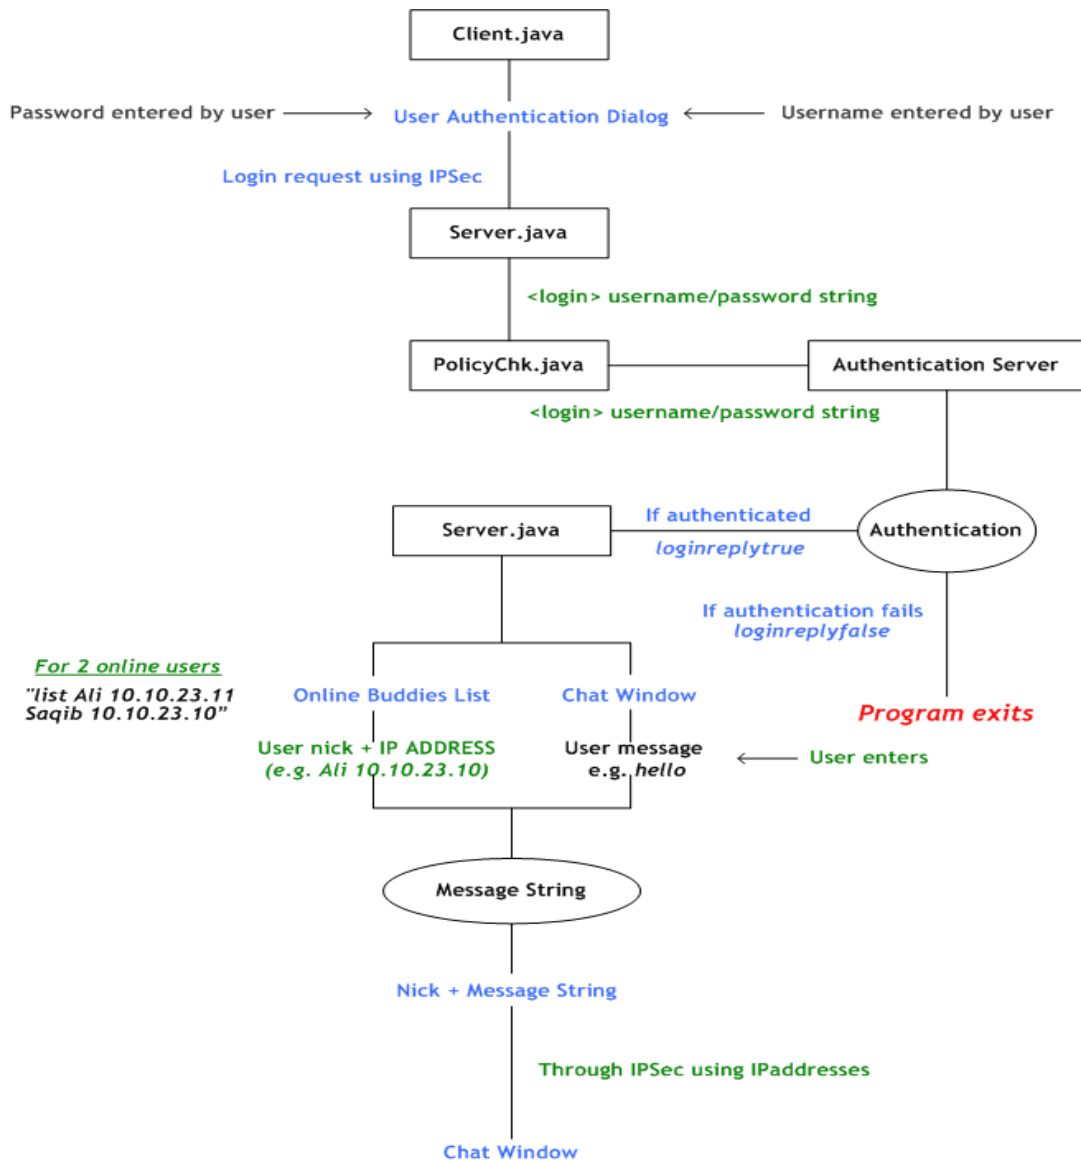 Client.java
Password entered by user
User Authentication Dialog
Username entered by user
Login request using IPSec
Server.java
<login> username/password string
PolicyChk.java
Authentication Server
<login> username/password string
Server.java
If authenticated
loginreplytrue
Authentication
If authentication fails
loginreplyfalse
For 2 online users
"list Ali 10.10.23.11
Saqib 10.10.23.10”
Online Buddies List
Chat Window
Program exits
User nick + IP ADDRESS
(e.g. Ali 10.10.23.10)
User message
e.g. hello
User enters
Message String
Nick + Message String
Through IPSec using IPaddresses
Chat Window